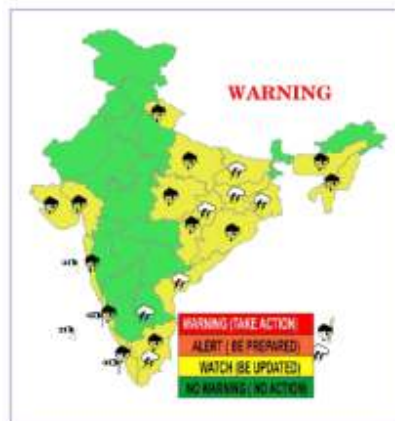 WARNING
WARNING (TAKE ACTION)
ALERT ( BE PREPARED)
WATCH (BE UPDATED)
NO WARNING ( NO ACTION)